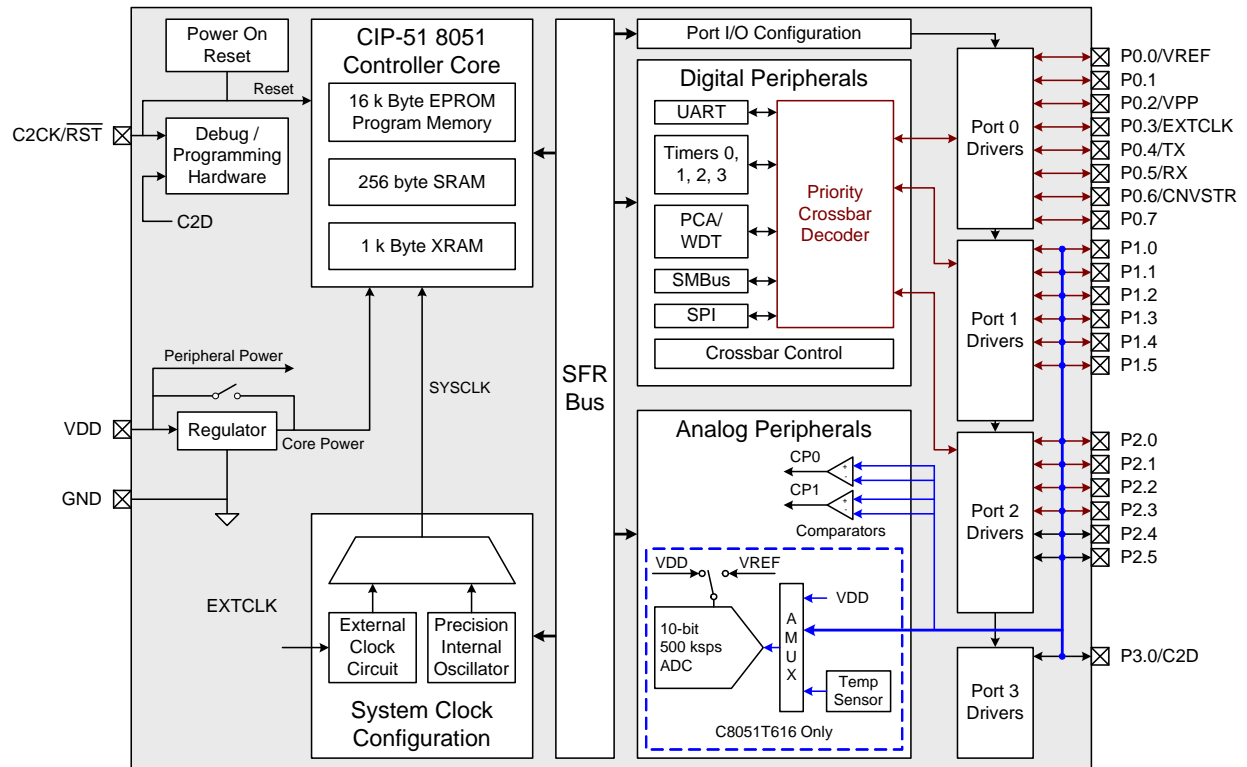 Power On
Reset
Reset
C2CK/RST
Debug /
Programming
Hardware
C2D
CIP-51 8051
Controller Core
16 k Byte EPROM
Program Memory
256 byte SRAM
1 k Byte XRAM
Peripheral Power
VDD
Regulator
Core Power
GND
SYSCLK
EXTCLK
External
Clock
Circuit
Precision
Internal
Oscillator
System Clock
Configuration
SFR
Bus
Port I/O Configuration
Digital Peripherals
UART
Timers 0,
1, 2, 3
PCA/
WDT
SMBus
SPI
Priority
Crossbar
Decoder
Crossbar Control
Analog Peripherals
CP0
+
-
CP1
+
-
Comparators
VDD
VREF
10-bit
500 ksps
ADC
A
M
U
X
VDD
Temp
Sensor
C8051T616 Only
Port 0
Drivers
Port 1
Drivers
Port 2
Drivers
Port 3
Drivers
P0.0/VREF
P0.1
P0.2/VPP
P0.3/EXTCLK
P0.4/TX
P0.5/RX
P0.6/CNVSTR
P0.7
P1.0
P1.1
P1.2
P1.3
P1.4
P1.5
P2.0
P2.1
P2.2
P2.3
P2.4
P2.5
P3.0/C2D